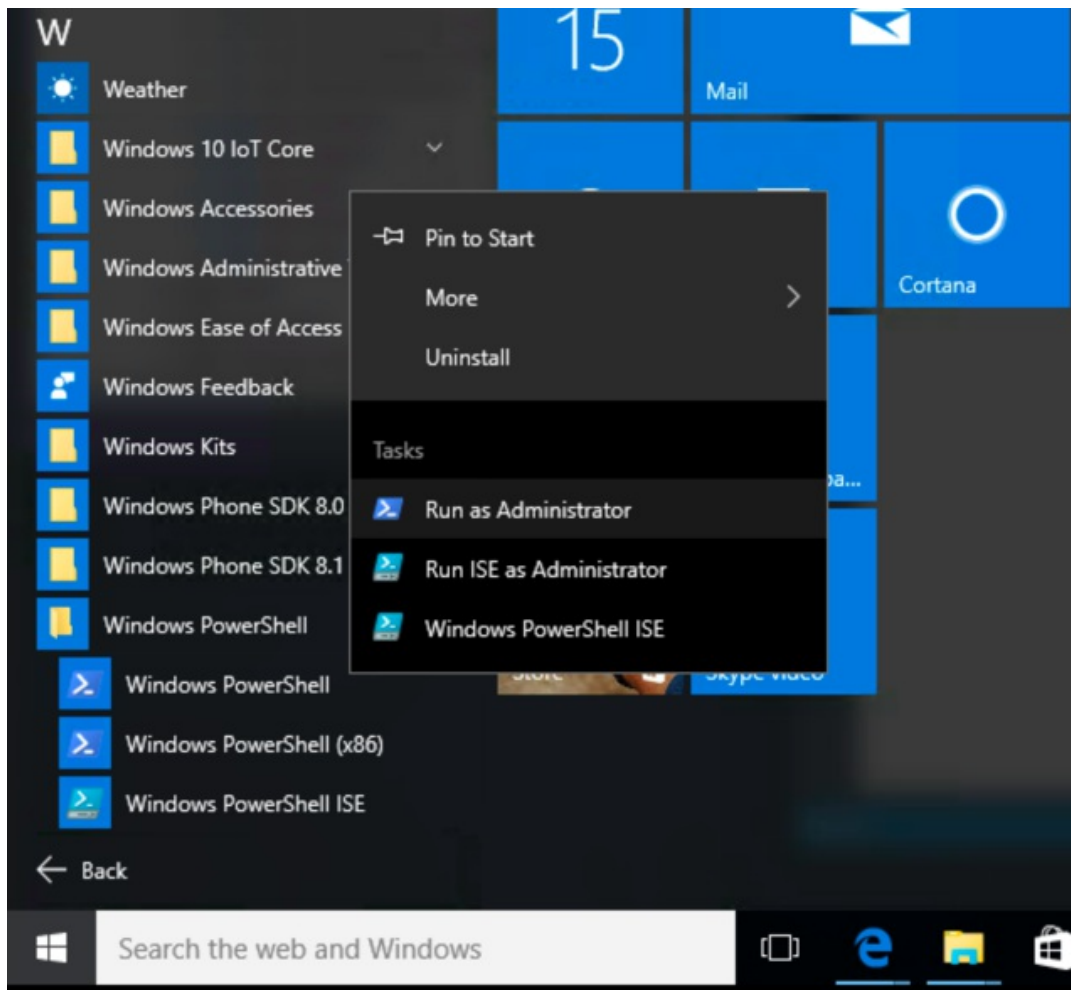 W
Weather
Windows 10 IoT Core
Windows Accessories
Windows Administrative
Windows Ease of Access
Windows Feedback
Windows Kits
Windows Phone SDK 8.0
Windows Phone SDK 8.1
Windows PowerShell
Windows PowerShell
Windows PowerShell (x86)
Windows PowerShell ISE
Back
Search the web and Windows
Pin to Start
More
Uninstall
Tasks
Run as Administrator
Run ISE as Administrator
Windows PowerShell ISE
15
Mail
Cortana
Store
Skype video